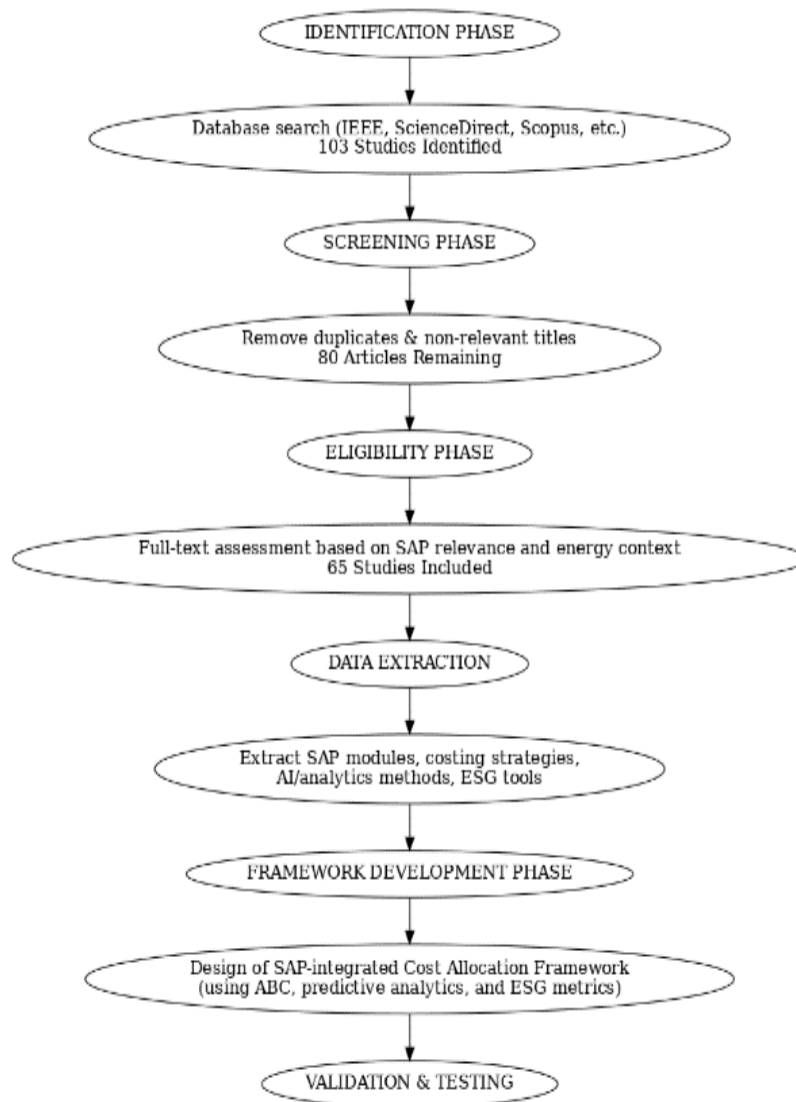 IDENTIFICATION PHASE
Database search (IEEE, ScienceDirect, Scopus, etc.)
103 Studies Identified
SCREENING PHASE
Remove duplicates & non-relevant titles
80 Articles Remaining
ELIGIBILITY PHASE
Full-text assessment based on SAP relevance and energy context
65 Studies Included
DATA EXTRACTION
Extract SAP modules, costing strategies,
AI/analytics methods, ESG tools
FRAMEWORK DEVELOPMENT PHASE
Design of SAP-integrated Cost Allocation Framework
(using ABC, predictive analytics, and ESG metrics)
VALIDATION & TESTING